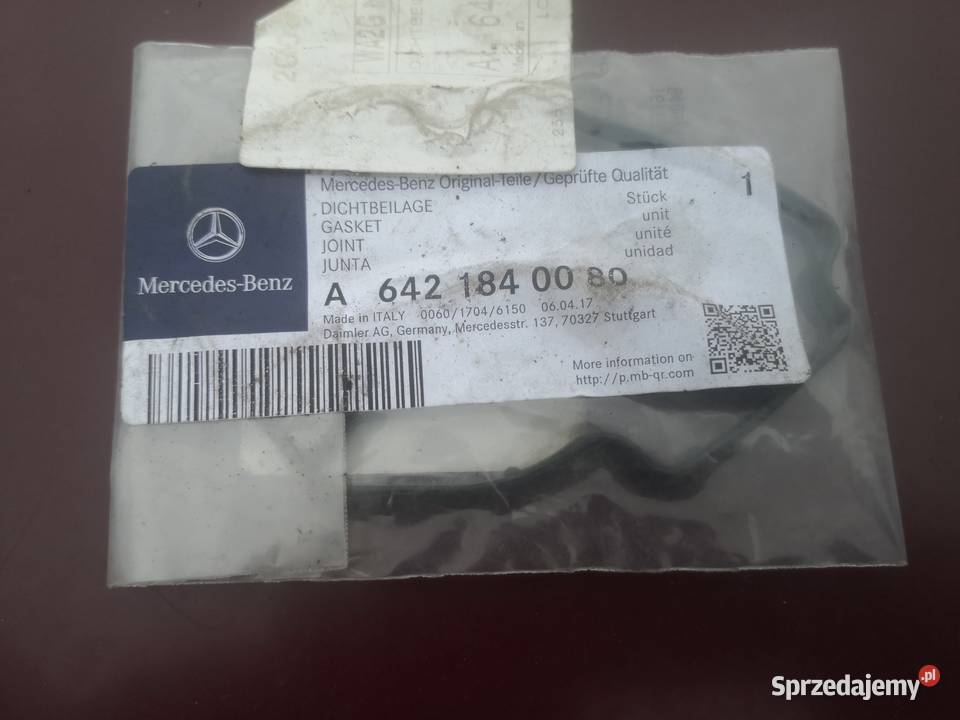 Mercedes-Benz Original-Teile/Geprüfte Qualität
1
DICHTBEILAGE
Stück
GASKET
unit
JOINT
unité
JUNTA
unidad
Mercedes-Benz
A 642 184 00 80
Made in ITALY 0060/1704/6150 06.04.17
Daimler AG, Germany, Mercedesstr. 137, 70327 Stuttgart
More information on
http://p.mb-qr.com
Sprzedajemy.pl